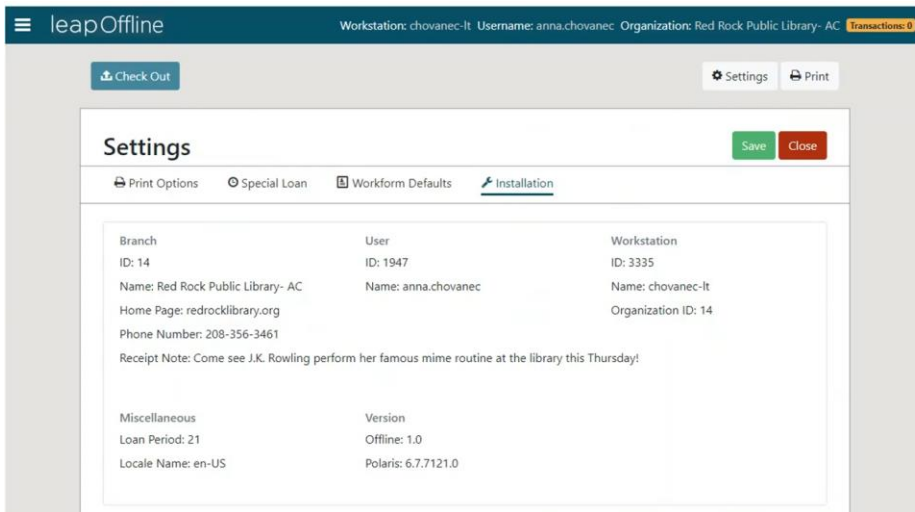 leapOffline
Workstation: chovanec-lt Username: anna.chovanec Organization: Red Rock Public Library- AC Transactions: 0
Check Out
Settings Print
Settings
Save Close
Print Options Special Loan Workform Defaults Installation
Branch User Workstation
ID: 14 ID: 1947 ID: 3335
Name: Red Rock Public Library- AC Name: anna.chovanec Name: chovanec-lt
Home Page: redrocklibrary.org Organization ID: 14
Phone Number: 208-356-3461
Receipt Note: Come see J.K. Rowling perform her famous mime routine at the library this Thursday!
Miscellaneous Version
Loan Period: 21 Offline: 1.0
Locale Name: en-US Polaris: 6.7.7121.0